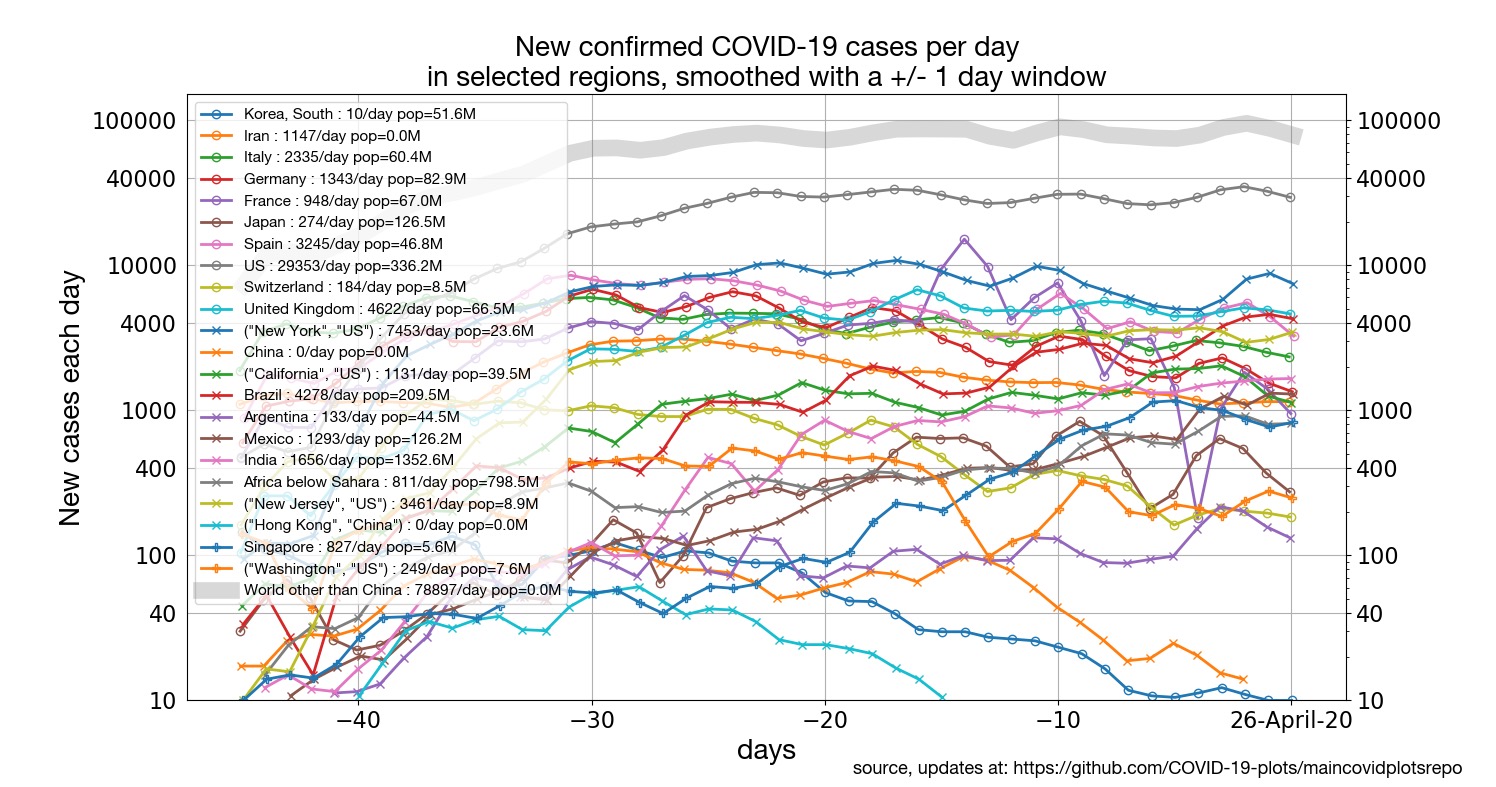 New confirmed COVID-19 cases per day
in selected regions, smoothed with a +/- 1 day window
New cases each day
100000
40000
10000
4000
1000
400
100
40
10
Korea, South : 10/day pop=51.6M
Iran : 1147/day pop=0.0M
Italy : 2335/day pop=60.4M
Germany : 1343/day pop=82.9M
France : 948/day pop=67.0M
Japan : 274/day pop=126.5M
Spain : 3245/day pop=46.8M
US : 29353/day pop=336.2M
Switzerland : 184/day pop=8.5M
United Kingdom : 4622/day pop=66.5M
("New York", "US") : 7453/day pop=23.6M
China : 0/day pop=0.0M
("California", "US") : 1131/day pop=39.5M
Brazil : 4278/day pop=209.5M
Argentina : 133/day pop=44.5M
Mexico : 1293/day pop=126.2M
India : 1656/day pop=1352.6M
Africa below Sahara : 811/day pop=798.5M
("New Jersey", "US") : 3461/day pop=8.9M
("Hong Kong", "China") : 0/day pop=0.0M
Singapore : 827/day pop=5.6M
("Washington", "US") : 249/day pop=7.6M
World other than China : 78897/day pop=0.0M
100000
40000
10000
4000
1000
400
100
40
10
−40
−30
−20
−10
26-April-20
days
source, updates at: https://github.com/COVID-19-plots/maincovidplotsrepo